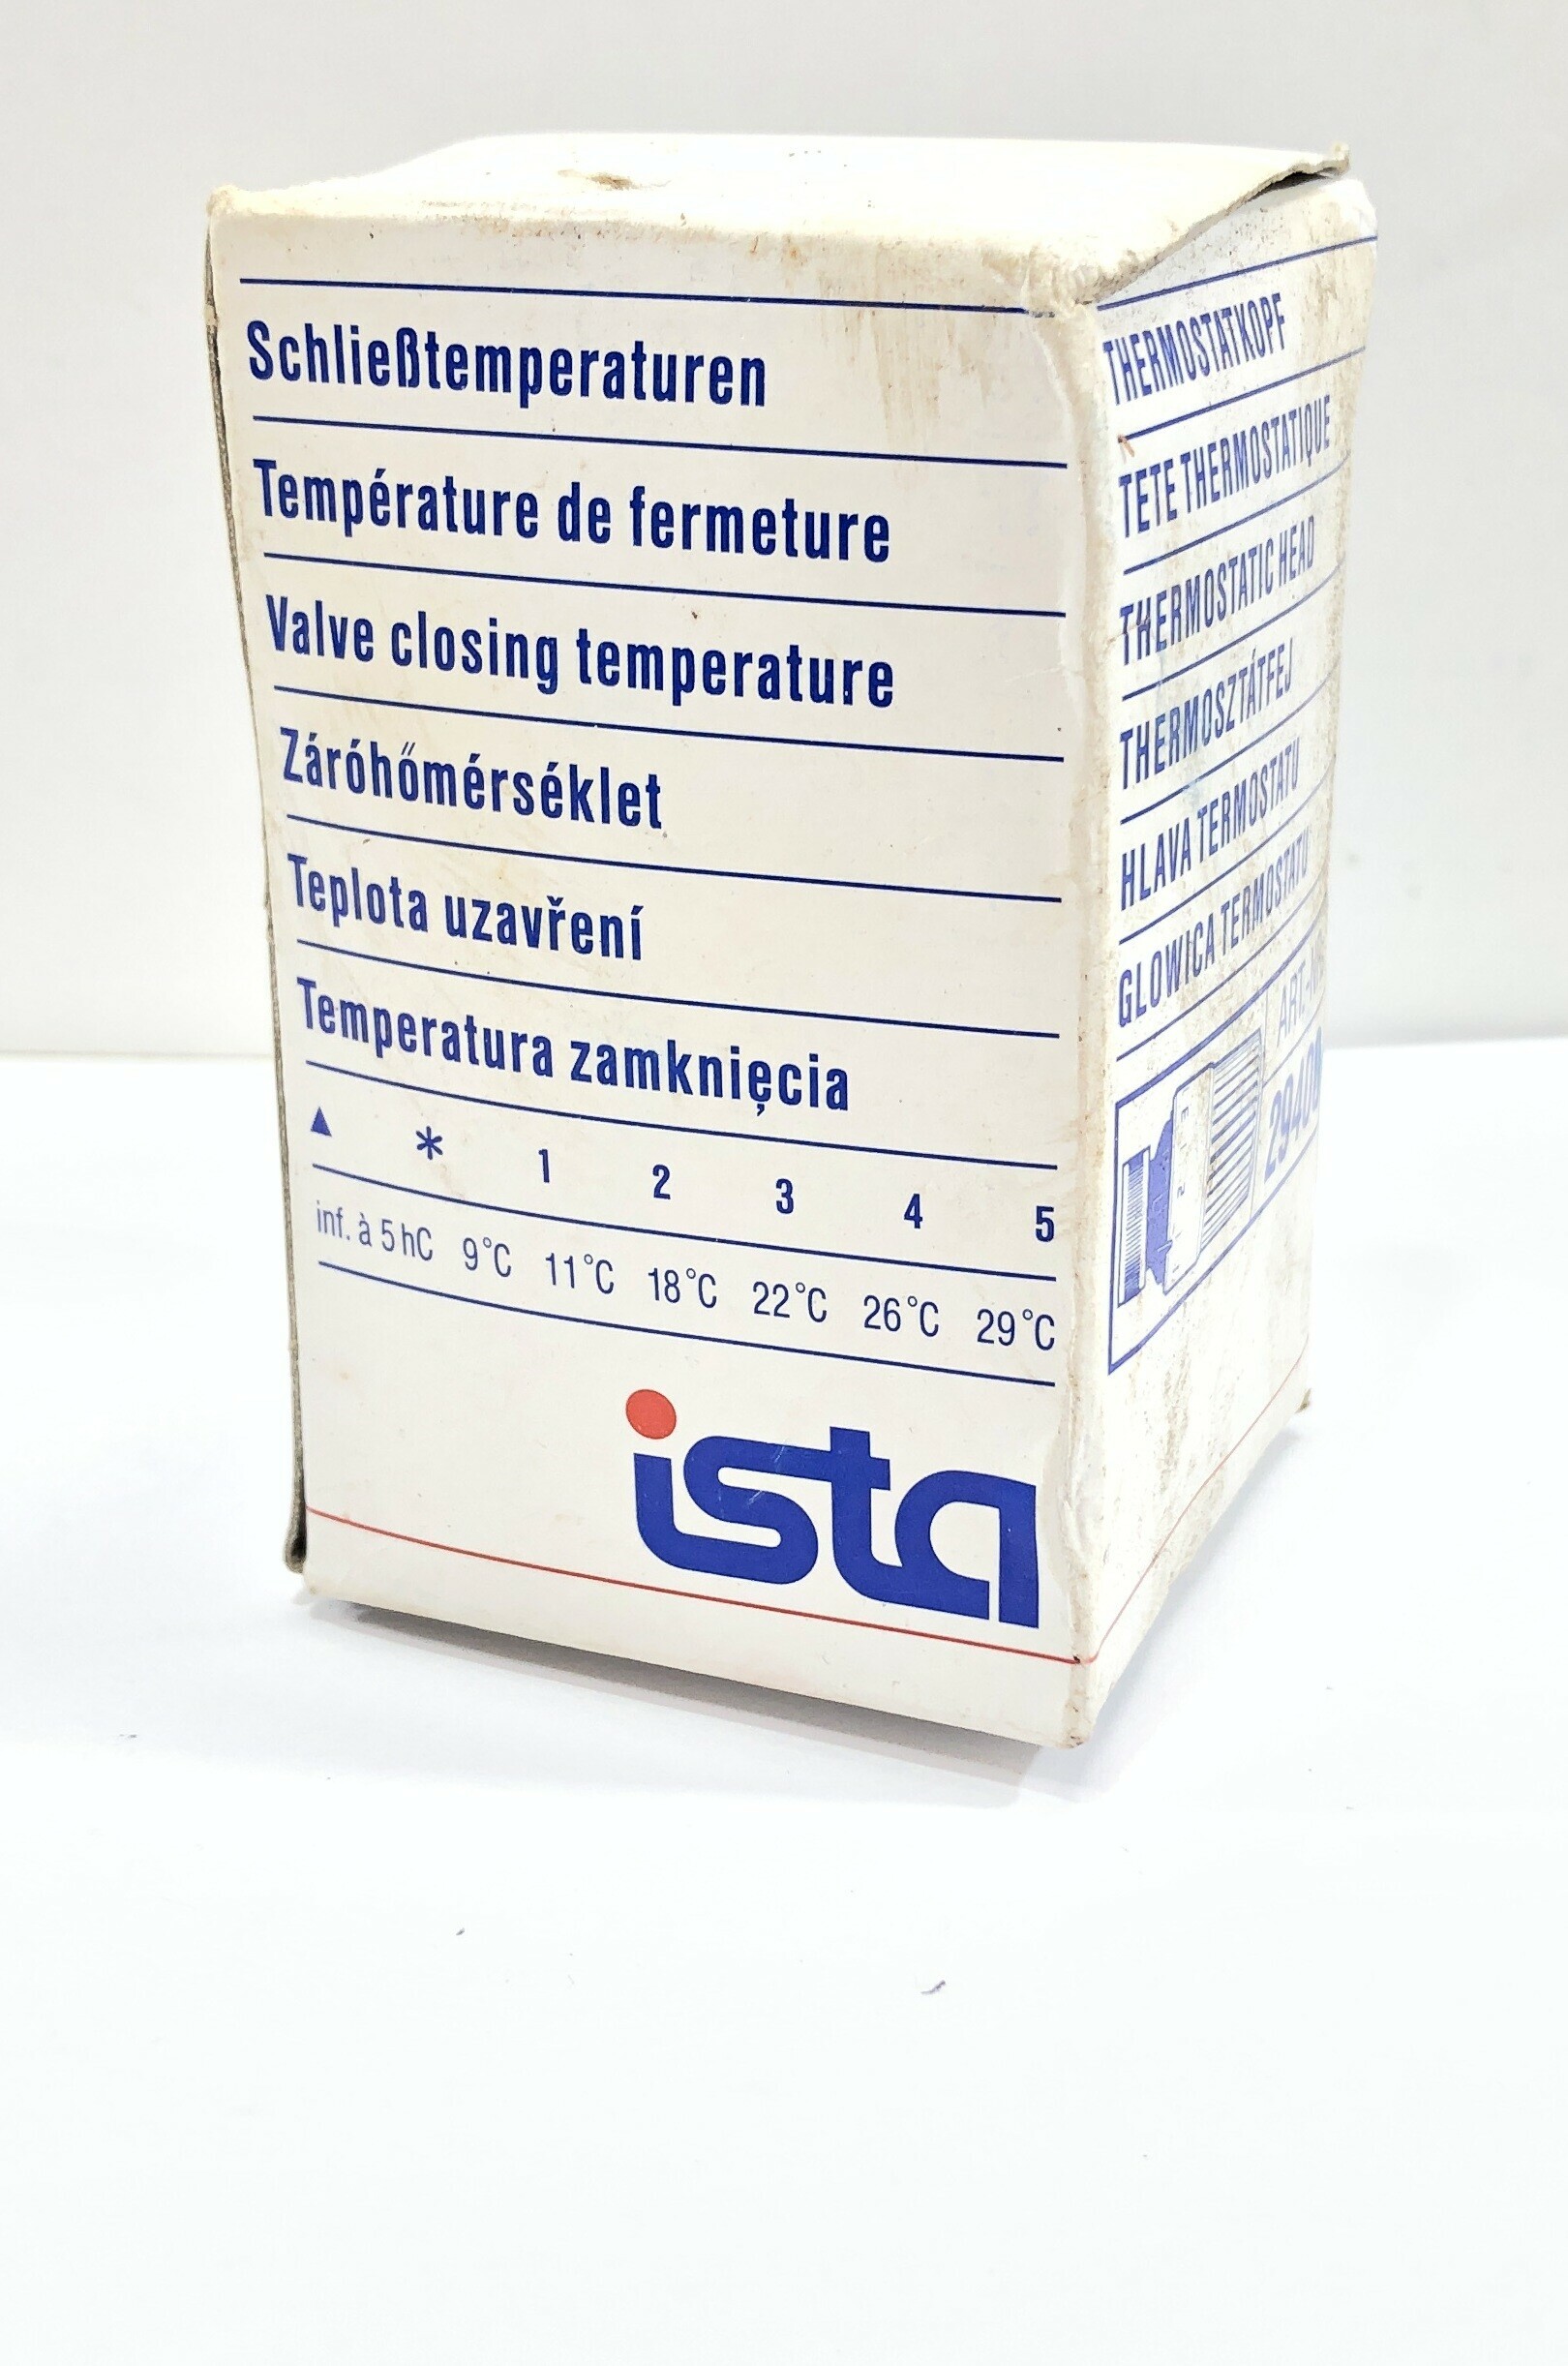 Schließtemperaturen
Température de fermeture
Valve closing temperature
Záróhőmérséklet
Teplota uzavření
Temperatura zamknięcia
▲ * 1 2 3 4 5
inf. à 5 hC 9°C 11°C 18°C 22°C 26°C 29°C
ista
THERMOSTATKOPF
TETE THERMOSTATIQUE
THERMOSTATIC HEAD
THERMOSZTÁTFEJ
HLAVA TERMOSTATU
GLOWICA TERMOSTATU